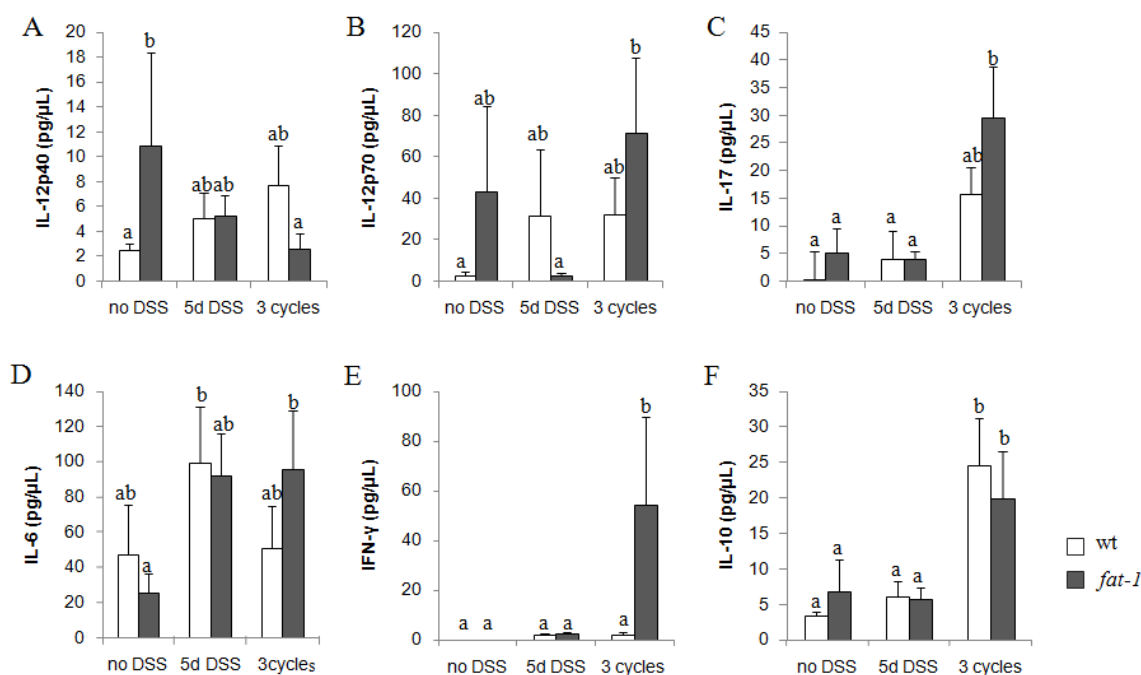 A
IL-12p40 (pg/µL)
20
18
16
14
12
10
8
6
4
2
0
a
b
ab
ab
ab
a
no DSS 5d DSS 3 cycles
B
IL-12p70 (pg/µL)
120
100
80
60
40
20
0
a
ab
ab
a
ab
b
no DSS 5d DSS 3 cycles
C
IL-17 (pg/µL)
45
40
35
30
25
20
15
10
5
0
a
a
a
a
ab
b
no DSS 5d DSS 3 cycles
D
IL-6 (pg/µL)
140
120
100
80
60
40
20
0
ab
a
b
ab
ab
b
no DSS 5d DSS 3cycles
E
IFN-γ (pg/µL)
100
80
60
40
20
0
a
a
a
a
a
b
no DSS 5d DSS 3 cycles
F
IL-10 (pg/µL)
35
30
25
20
15
10
5
0
a
a
a
a
b
b
no DSS 5d DSS 3 cycles
wt
fat-1